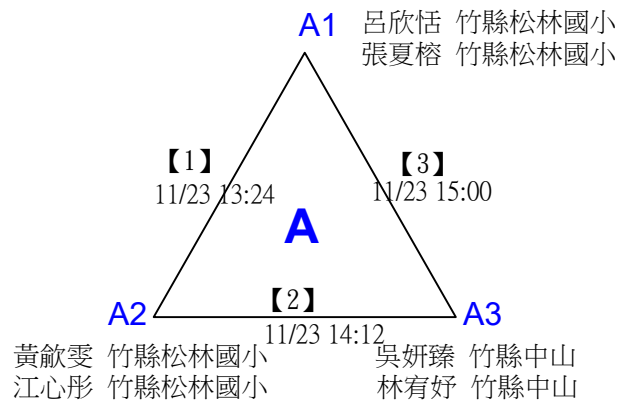 A1 呂欣恬 竹縣松林國小
張夏榕 竹縣松林國小
【1】
11/23 13:24
【3】
11/23 15:00
A
【2】
11/23 14:12
A2
黃歈雯 竹縣松林國小
江心彤 竹縣松林國小
A3
吳妍臻 竹縣中山
林宥妤 竹縣中山